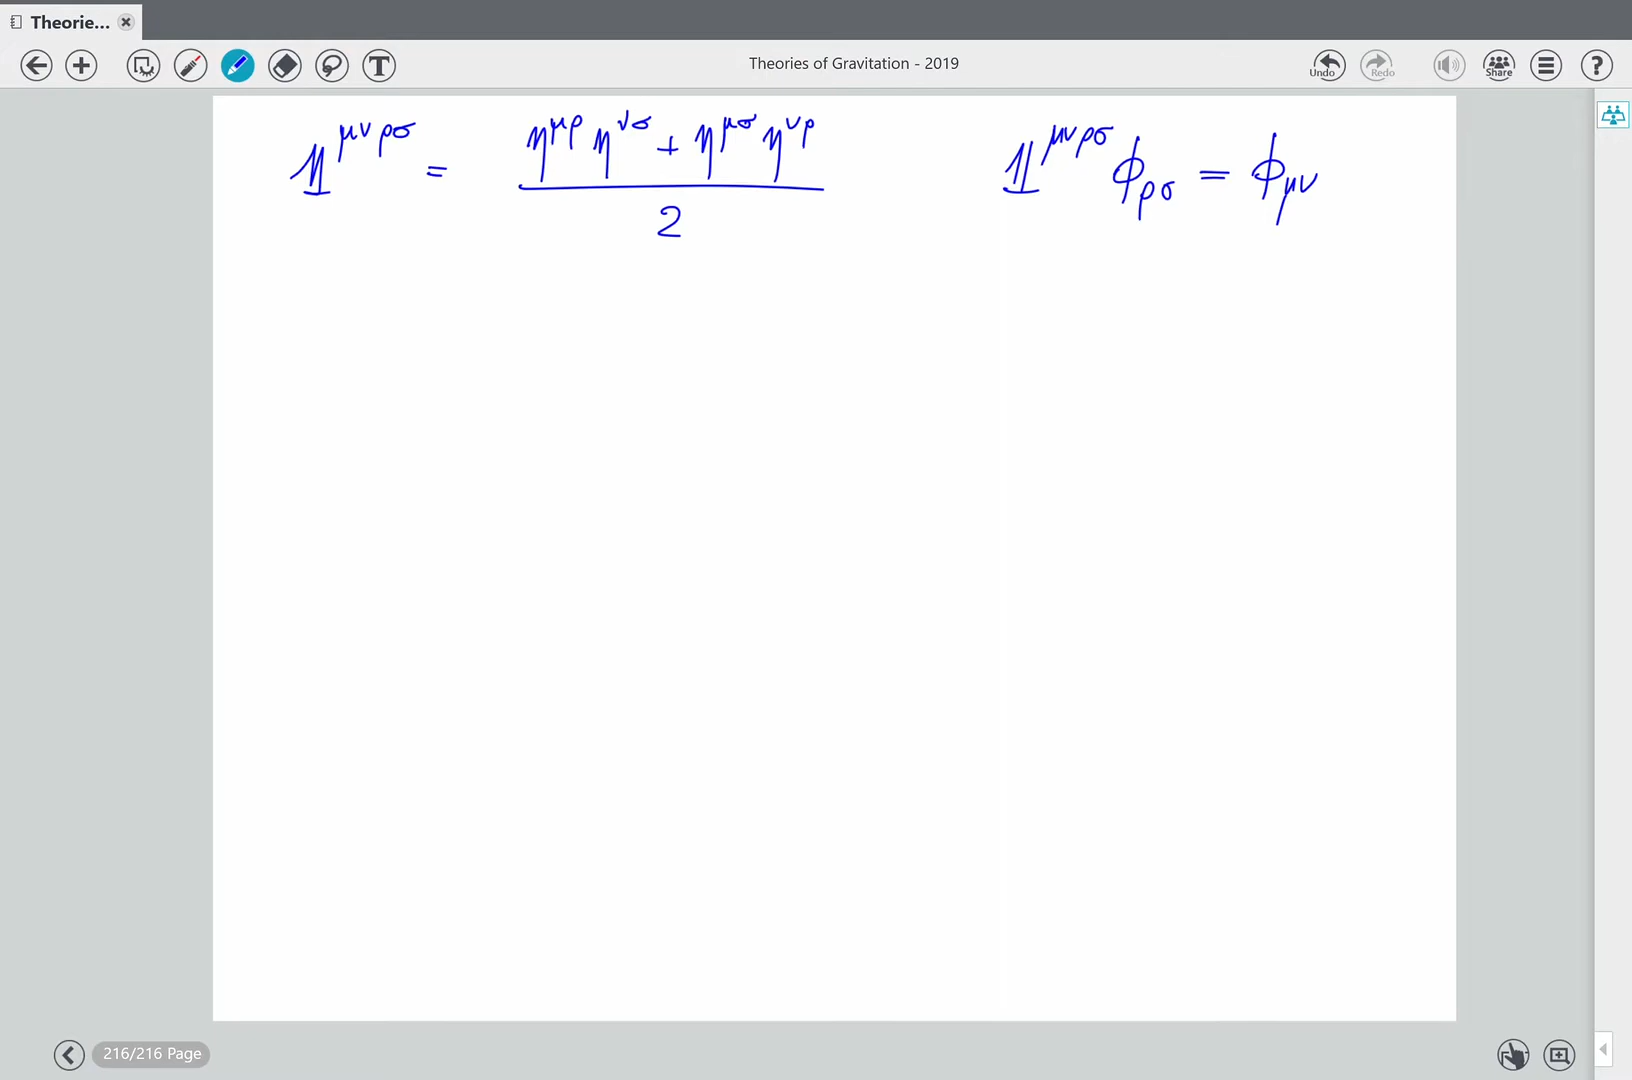 Theorie...
Undo Redo Share ?
T
Theories of Gravitation - 2019
𝟙^{μνρσ} = \frac{η^{μρ} η^{νσ} + η^{μσ} η^{νρ}}{2}
𝟙^{μνρσ} ϕ_{ρσ} = ϕ_{μν}
216/216 Page